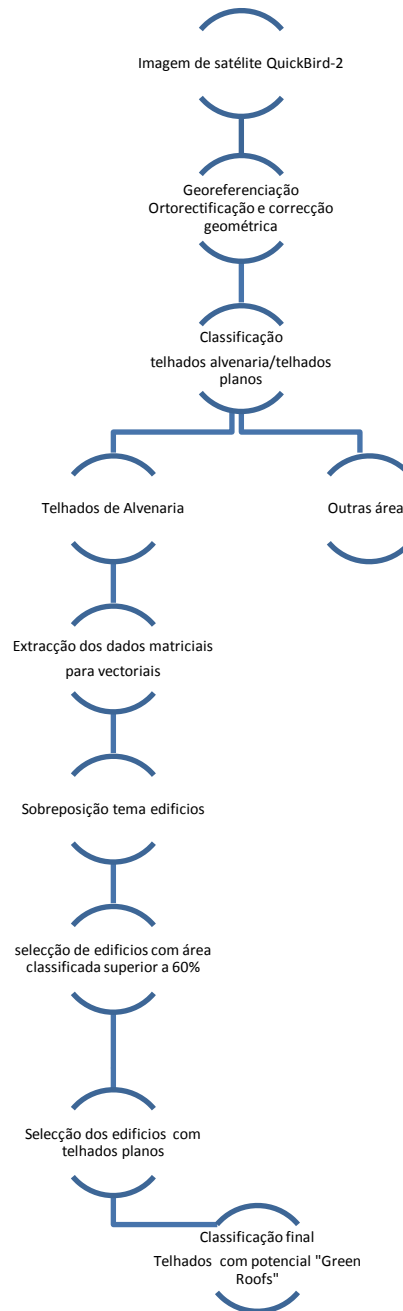 Imagem de satélite QuickBird-2
Georeferenciação
Ortorectificação e correcção
geométrica
Classificação
telhados alvenaria/telhados
planos
Telhados de Alvenaria
Outras área
Extracção dos dados matriciais
para vectoriais
Sobreposição tema edificios
selecção de edificios com área
classificada superior a 60%
Selecção dos edificios com
telhados planos
Classificação final
Telhados com potencial "Green
Roofs"